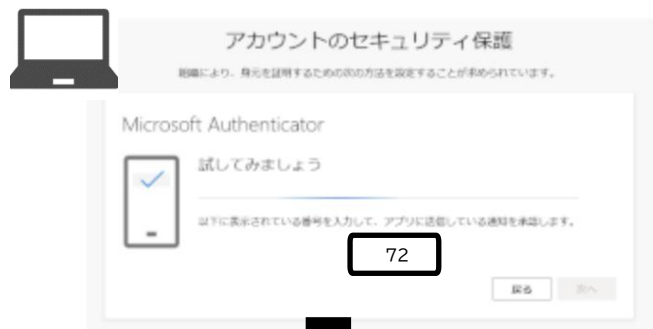 アカウントのセキュリティ保護
組織により、身元を証明するための次の方法を設定することが求められています。
Microsoft Authenticator
試してみましょう
以下に表示されている番号を入力して、アプリに送信している通知を承認します。
72
戻る 次へ